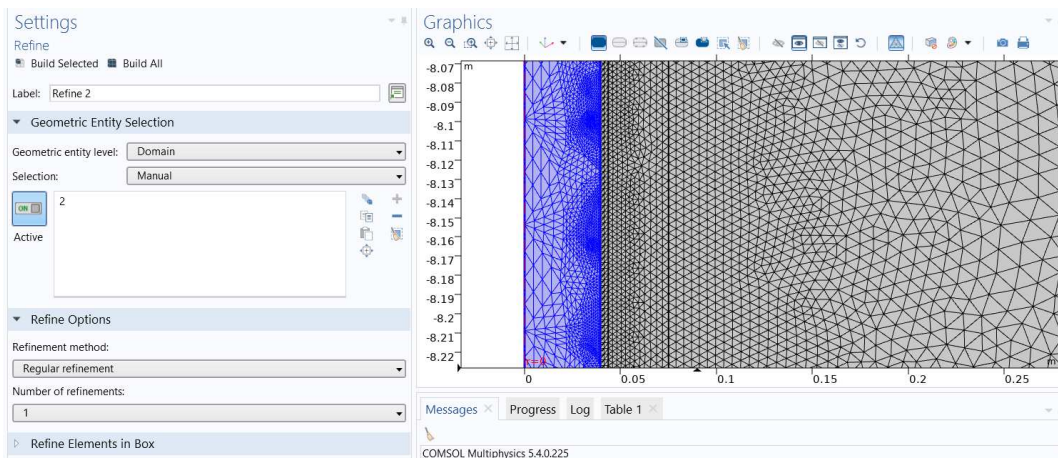 Settings
Refine
Build Selected Build All
Label: Refine 2
Geometric Entity Selection
Geometric entity level: Domain
Selection: Manual
ON
2
Active
Refine Options
Refinement method:
Regular refinement
Number of refinements:
1
Refine Elements in Box
Graphics
m
-8.07
-8.08
-8.09
-8.1
-8.11
-8.12
-8.13
-8.14
-8.15
-8.16
-8.17
-8.18
-8.19
-8.2
-8.21
-8.22
r=0
m
0 0.05 0.1 0.15 0.2 0.25
Messages Progress Log Table 1
COMSOL Multiphysics 5.4.0.225